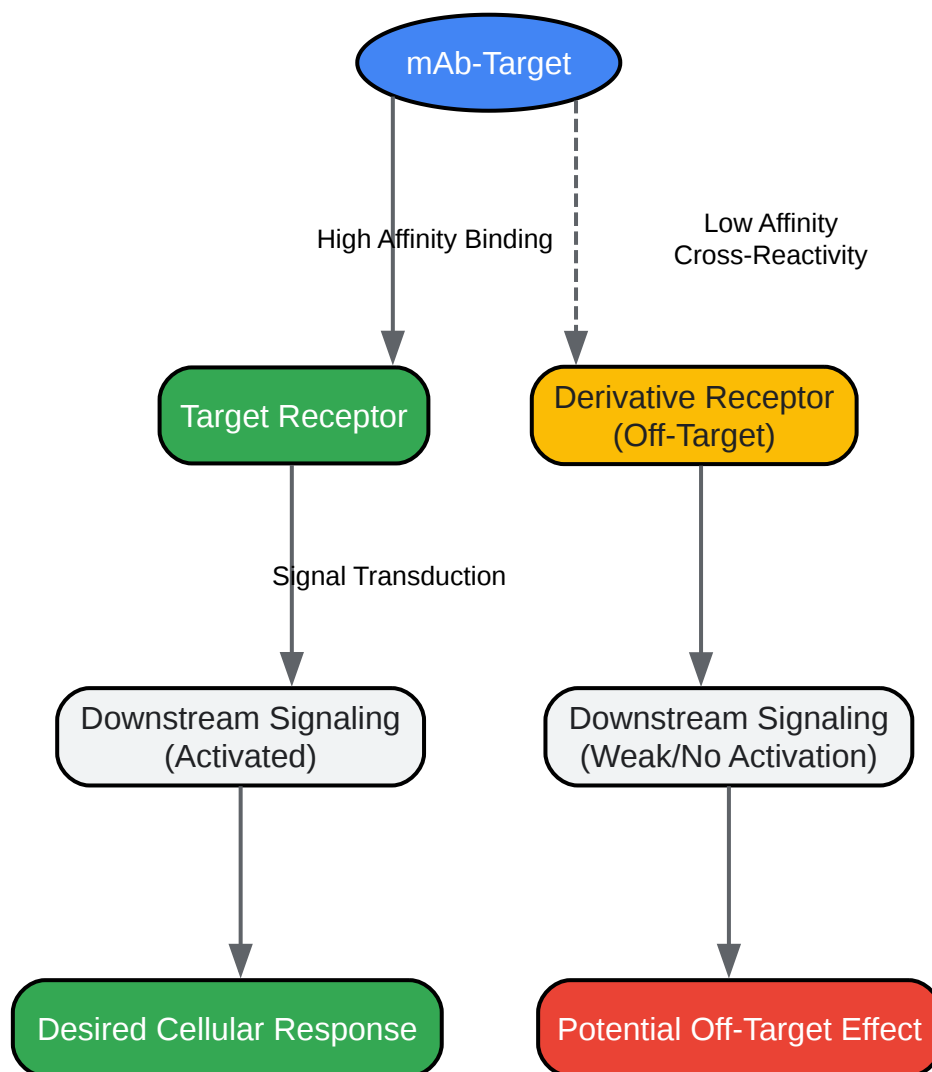 mAb-Target
High Affinity Binding
Low Affinity
Cross-Reactivity
Target Receptor
Derivative Receptor
(Off-Target)
Signal Transduction
Downstream Signaling
(Activated)
Downstream Signaling
(Weak/No Activation)
Desired Cellular Response
Potential Off-Target Effect